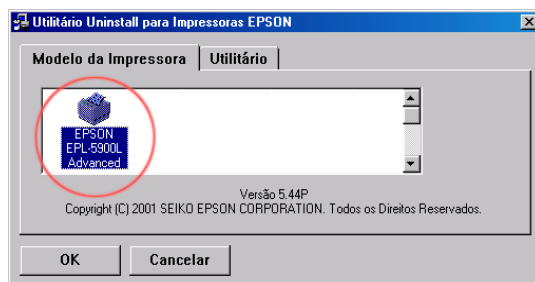 Utilitário Uninstall para Impressoras EPSON
Modelo da Impressora Utilitário
EPSON
EPL-5900L
Advanced
Versão 5.44P
Copyright (C) 2001 SEIKO EPSON CORPORATION. Todos os Direitos Reservados.
OK Cancelar